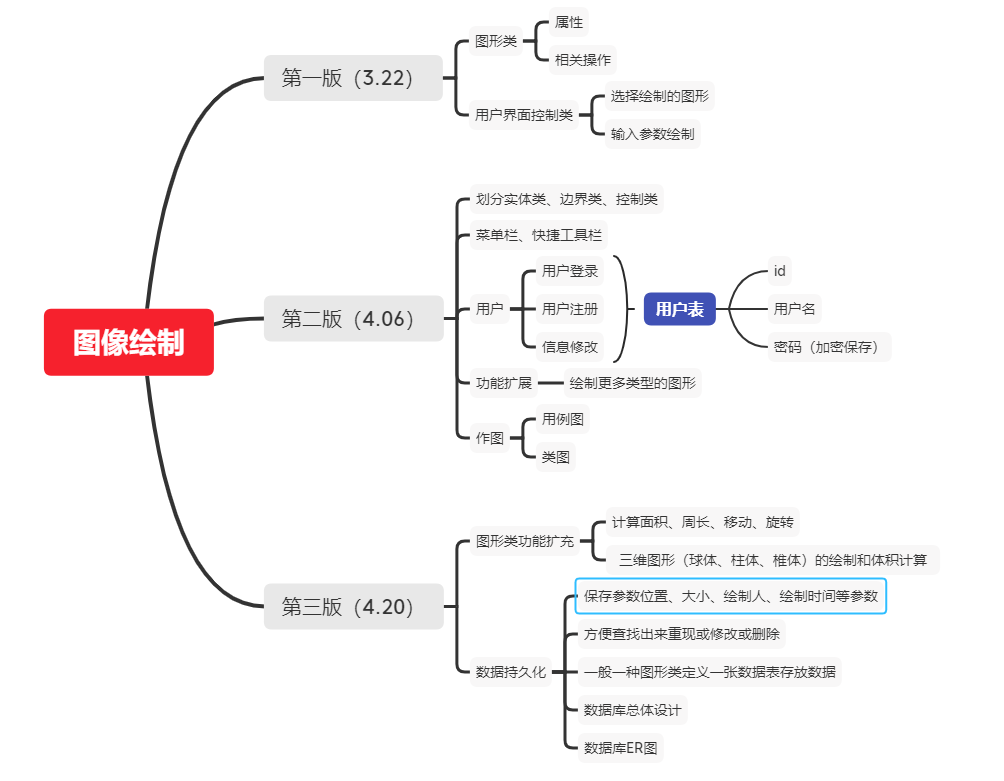 图像绘制
第一版（3.22）
图形类
属性
相关操作
用户界面控制类
选择绘制的图形
输入参数绘制
第二版（4.06）
划分实体类、边界类、控制类
菜单栏、快捷工具栏
用户
用户登录
用户注册
信息修改
用户表
id
用户名
密码（加密保存）
功能扩展
绘制更多类型的图形
作图
用例图
类图
第三版（4.20）
图形类功能扩充
计算面积、周长、移动、旋转
三维图形（球体、柱体、椎体）的绘制和体积计算
数据持久化
保存参数位置、大小、绘制人、绘制时间等参数
方便查找出来重现或修改或删除
一般一种图形类定义一张数据表存放数据
数据库总体设计
数据库ER图